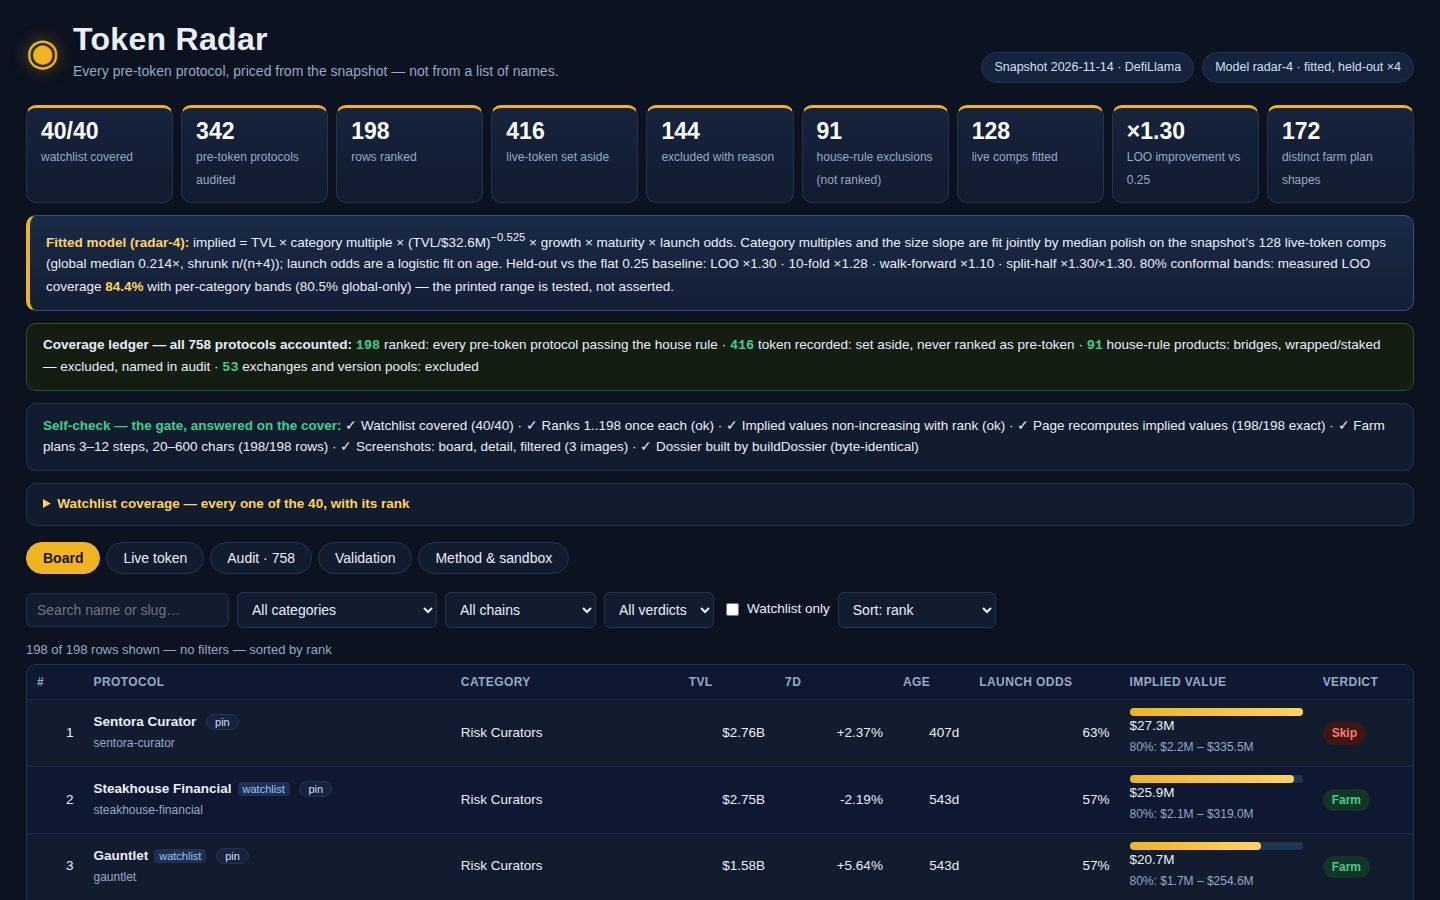 Token Radar
Every pre-token protocol, priced from the snapshot — not from a list of names.
Snapshot 2026-11-14 · DefiLlama
Model radar-4 · fitted, held-out ×4
40/40
watchlist covered
342
pre-token protocols
audited
198
rows ranked
416
live-token set aside
144
excluded with reason
91
house-rule exclusions
(not ranked)
128
live comps fitted
×1.30
LOO improvement vs
0.25
172
distinct farm plan
shapes
Fitted model (radar-4): implied = TVL × category multiple × (TVL/$32.6M)−0.525 × growth × maturity × launch odds. Category multiples and the size slope are fit jointly by median polish on the snapshot's 128 live-token comps
(global median 0.214×, shrunk n/(n+4)); launch odds are a logistic fit on age. Held-out vs the flat 0.25 baseline: LOO ×1.30 · 10-fold ×1.28 · walk-forward ×1.10 · split-half ×1.30/×1.30. 80% conformal bands: measured LOO
coverage 84.4% with per-category bands (80.5% global-only) — the printed range is tested, not asserted.
Coverage ledger — all 758 protocols accounted: 198 ranked: every pre-token protocol passing the house rule · 416 token recorded: set aside, never ranked as pre-token · 91 house-rule products: bridges, wrapped/staked
— excluded, named in audit · 53 exchanges and version pools: excluded
Self-check — the gate, answered on the cover: ✓ Watchlist covered (40/40) · ✓ Ranks 1..198 once each (ok) · ✓ Implied values non-increasing with rank (ok) · ✓ Page recomputes implied values (198/198 exact) · ✓ Farm
plans 3–12 steps, 20–600 chars (198/198 rows) · ✓ Screenshots: board, detail, filtered (3 images) · ✓ Dossier built by buildDossier (byte-identical)
▶ Watchlist coverage — every one of the 40, with its rank
Board Live token Audit · 758 Validation Method & sandbox
Search name or slug… All categories All chains All verdicts Watchlist only Sort: rank
198 of 198 rows shown — no filters — sorted by rank
# PROTOCOL CATEGORY TVL 7D AGE LAUNCH ODDS IMPLIED VALUE VERDICT
1 Sentora Curator pin Risk Curators $2.76B +2.37% 407d 63% $27.3M Skip
sentora-curator 80%: $2.2M – $335.5M
2 Steakhouse Financial watchlist pin Risk Curators $2.75B -2.19% 543d 57% $25.9M Farm
steakhouse-financial 80%: $2.1M – $319.0M
3 Gauntlet watchlist pin Risk Curators $1.58B +5.64% 543d 57% $20.7M Farm
gauntlet 80%: $1.7M – $254.6M